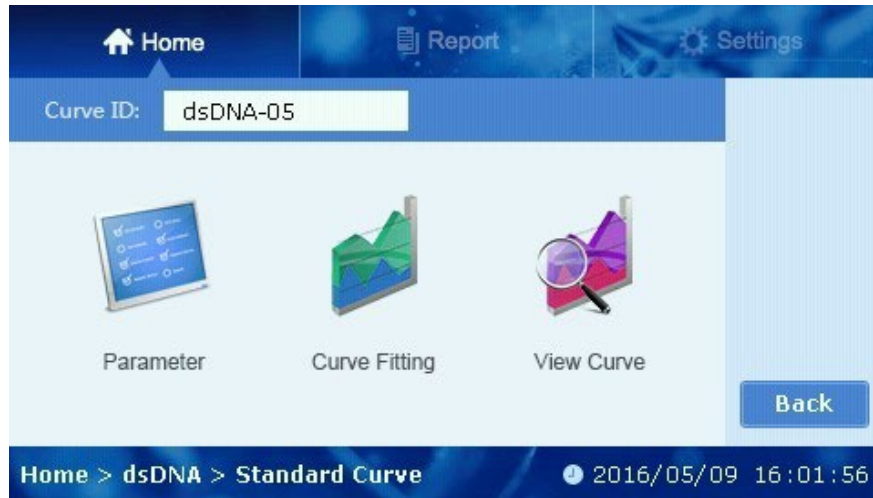 Home Report Settings
Curve ID: dsDNA-05
Parameter Curve Fitting View Curve
Back
Home > dsDNA > Standard Curve 2016/05/09 16:01:56